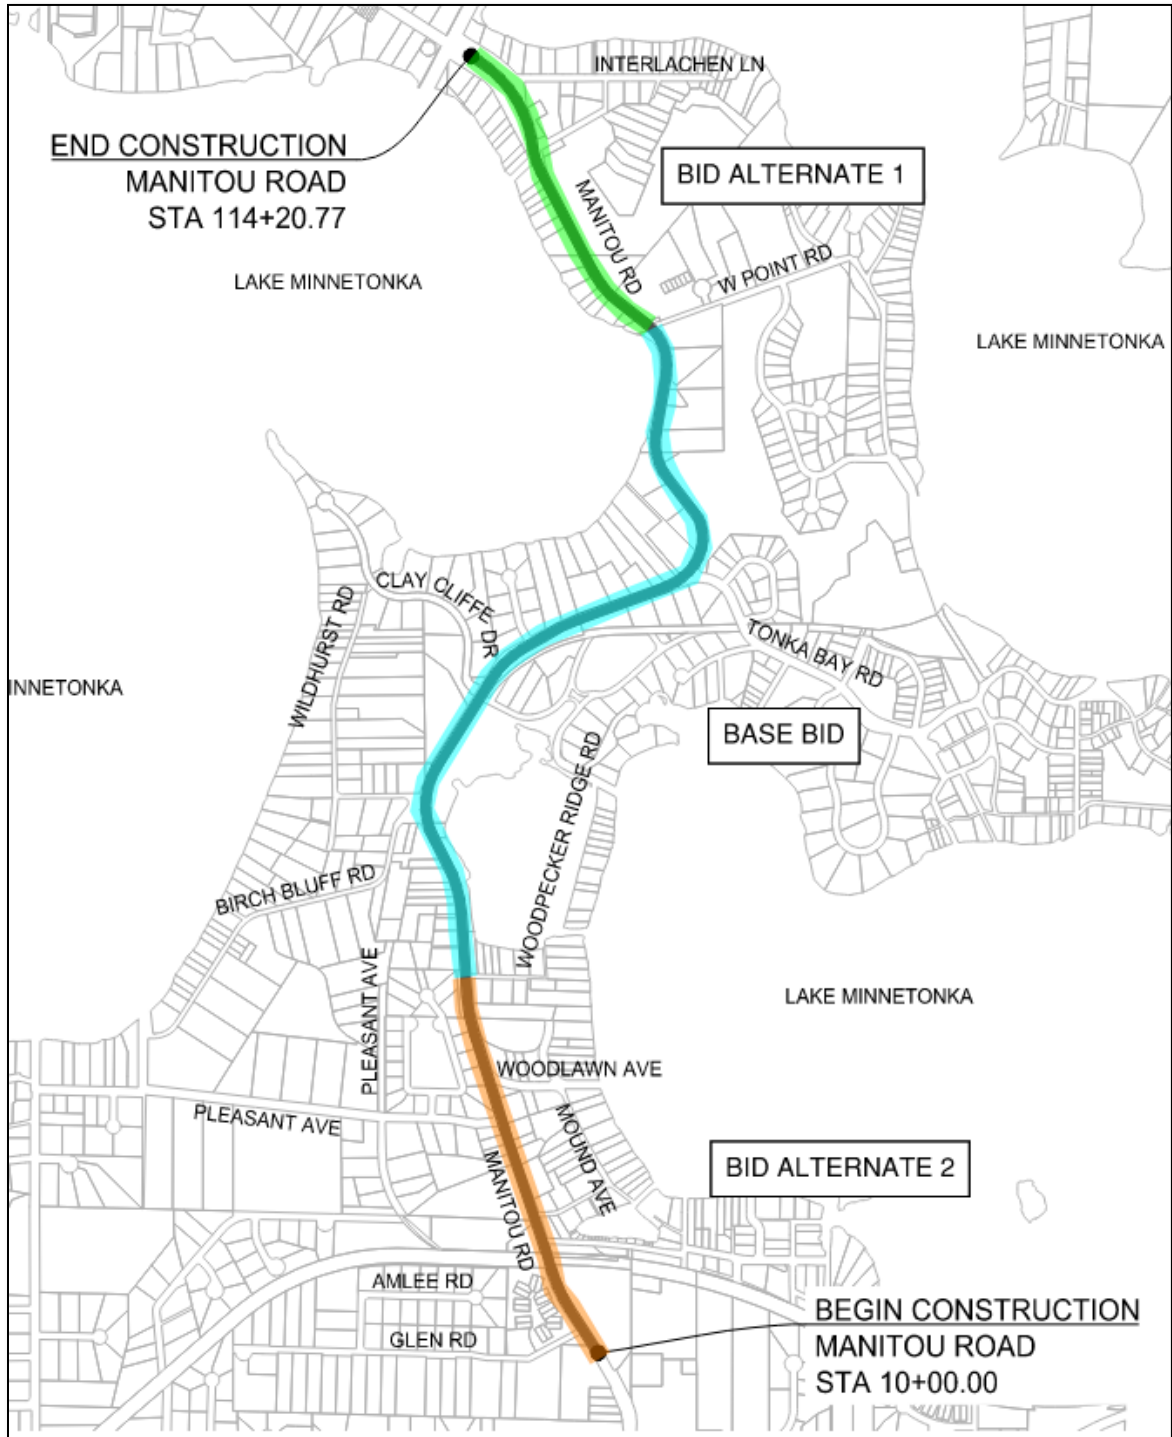 INTERLACHEN LN
END CONSTRUCTION
MANITOU ROAD
STA 114+20.77
BID ALTERNATE 1
MANITOU RD
W POINT RD
LAKE MINNETONKA
LAKE MINNETONKA
CLAY CLIFFE DR
WILDHURST RD
TONKA BAY RD
INNETONKA
BASE BID
WOODPECKER RIDGE RD
BIRCH BLUFF RD
PLEASANT AVE
LAKE MINNETONKA
WOODLAWN AVE
PLEASANT AVE
MOUND AVE
MANITOU RD
BID ALTERNATE 2
AMLEE RD
GLEN RD
BEGIN CONSTRUCTION
MANITOU ROAD
STA 10+00.00